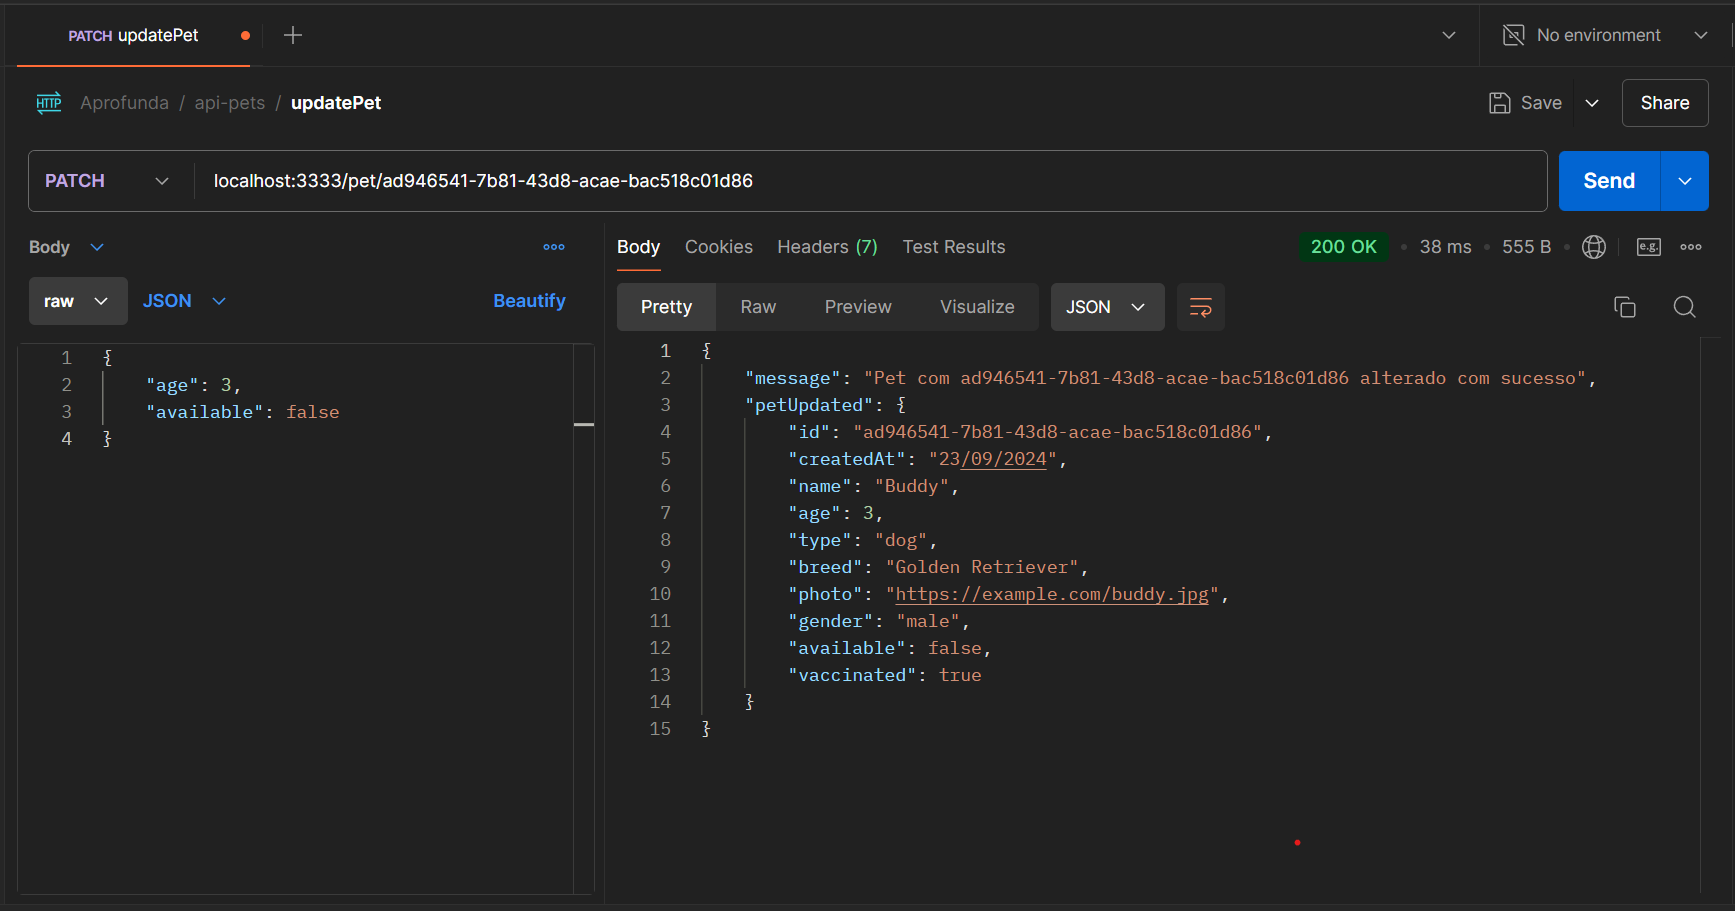 PATCH updatePet
No environment
HTTP Aprofunda / api-pets / updatePet
Save
Share
PATCH
localhost:3333/pet/ad946541-7b81-43d8-acae-bac518c01d86
Send
Body
raw
JSON
Beautify
1 {
2 "age": 3,
3 "available": false
4 }
Body Cookies Headers (7) Test Results
200 OK • 38 ms • 555 B •
e.g.
Pretty Raw Preview Visualize JSON
1 {
2 "message": "Pet com ad946541-7b81-43d8-acae-bac518c01d86 alterado com sucesso",
3 "petUpdated": {
4 "id": "ad946541-7b81-43d8-acae-bac518c01d86",
5 "createdAt": "23/09/2024",
6 "name": "Buddy",
7 "age": 3,
8 "type": "dog",
9 "breed": "Golden Retriever",
10 "photo": "https://example.com/buddy.jpg",
11 "gender": "male",
12 "available": false,
13 "vaccinated": true
14 }
15 }